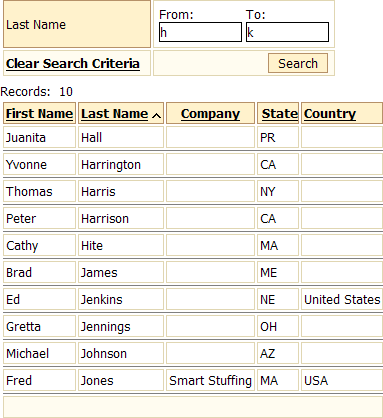 From: To:
Last Name h k
Clear Search Criteria Search
Records: 10
First Name Last Name Company State Country
Juanita Hall PR
Yvonne Harrington CA
Thomas Harris NY
Peter Harrison CA
Cathy Hite MA
Brad James ME
Ed Jenkins NE United States
Gretta Jennings OH
Michael Johnson AZ
Fred Jones Smart Stuffing MA USA